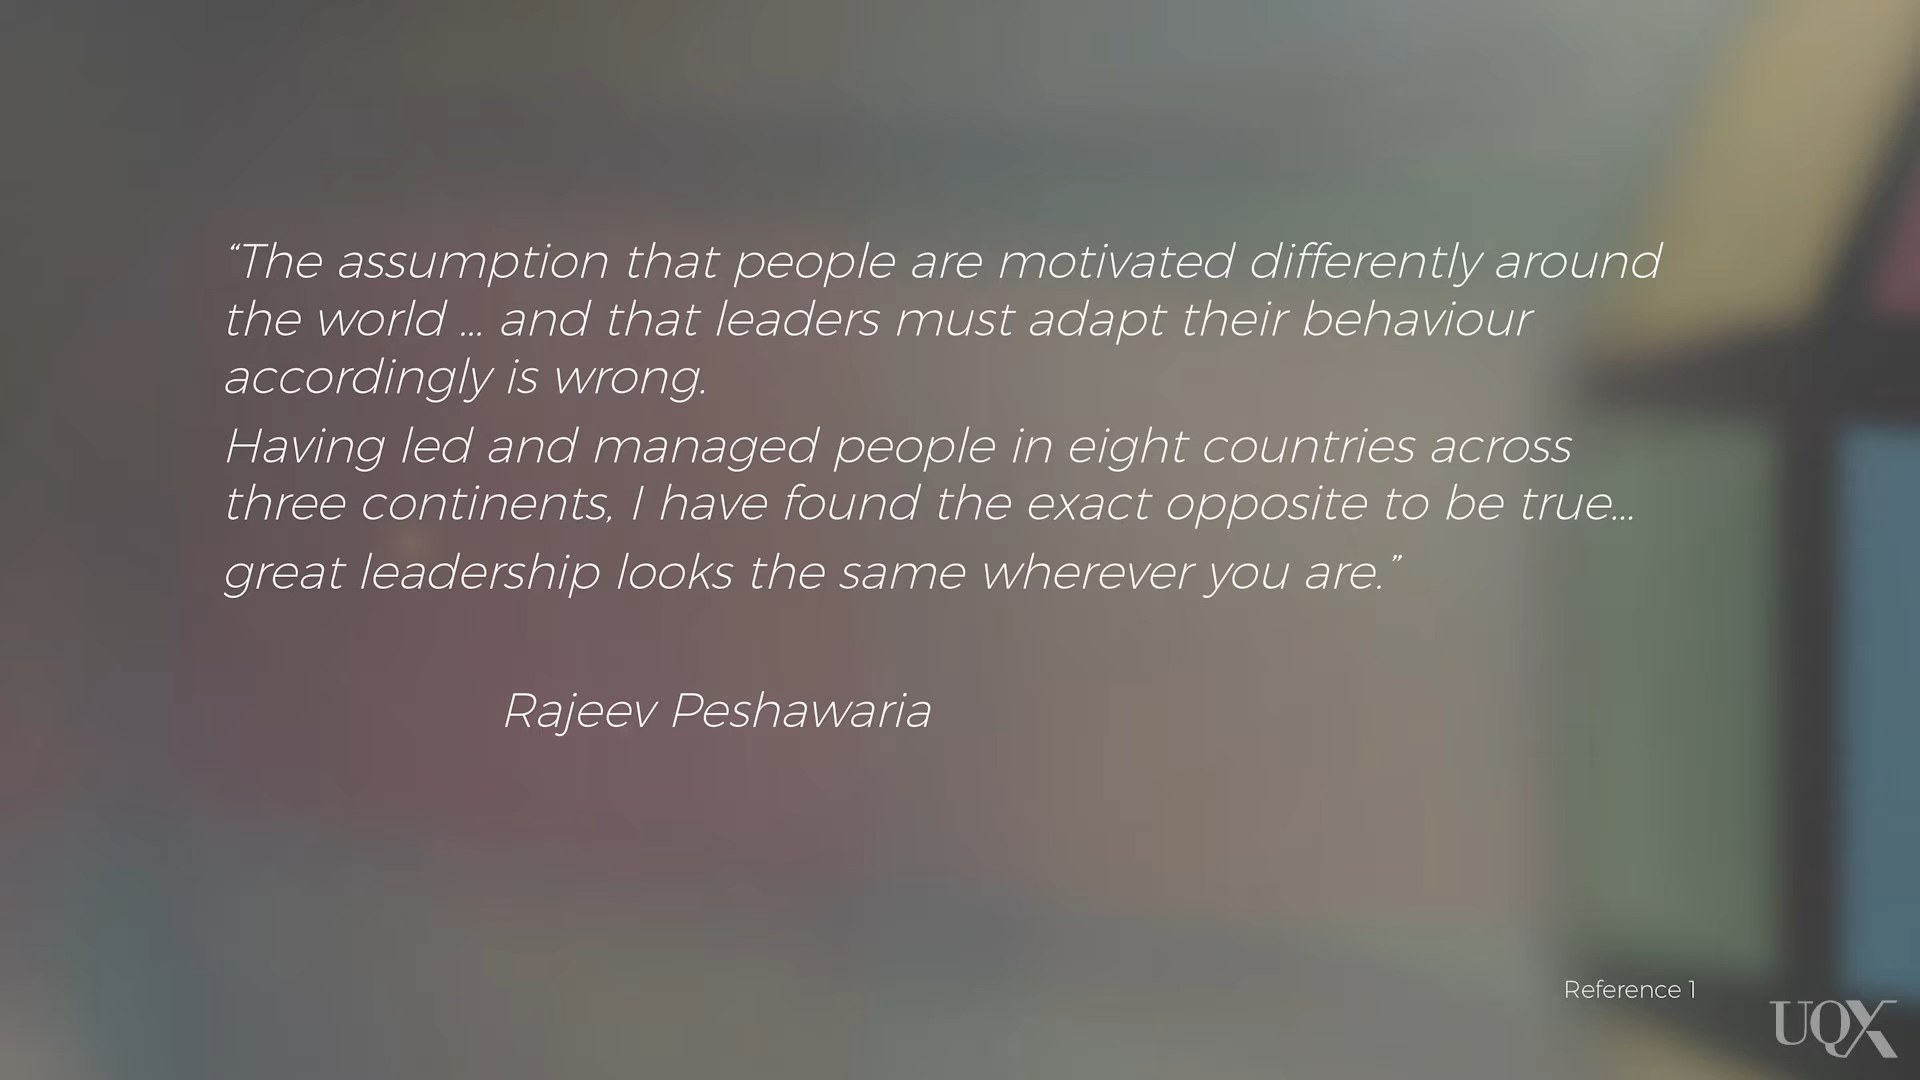 “The assumption that people are motivated differently around
the world ... and that leaders must adapt their behaviour
accordingly is wrong.
Having led and managed people in eight countries across
three continents, I have found the exact opposite to be true...
great leadership looks the same wherever you are.”
Rajeev Peshawaria
Reference 1
UQX